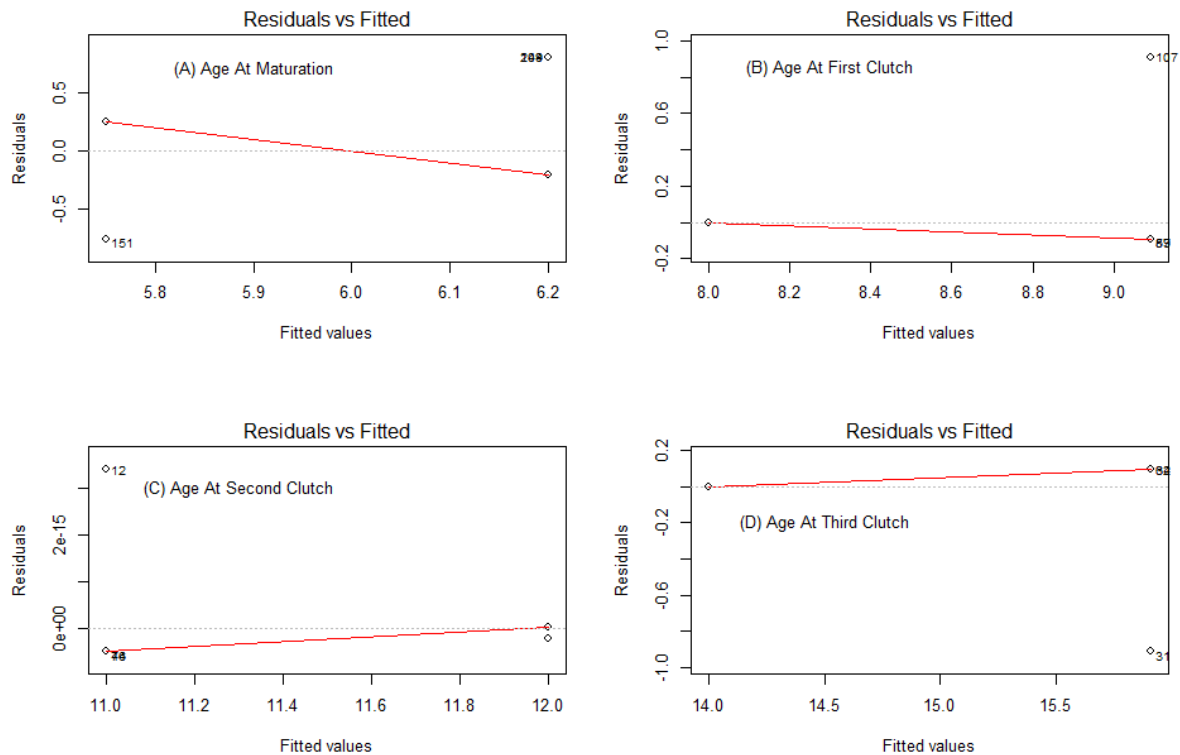 Residuals vs Fitted
(A) Age At Maturation
Residuals
0.5
0.0
-0.5
151
5.8
5.9
6.0
6.1
6.2
Fitted values
Residuals vs Fitted
(B) Age At First Clutch
Residuals
1.0
0.6
0.2
-0.2
107
8.0
8.2
8.4
8.6
8.8
9.0
Fitted values
Residuals vs Fitted
12
(C) Age At Second Clutch
Residuals
2e-15
0e+00
11.0
11.2
11.4
11.6
11.8
12.0
Fitted values
Residuals vs Fitted
(D) Age At Third Clutch
Residuals
0.2
-0.2
-0.6
-1.0
31
14.0
14.5
15.0
15.5
Fitted values